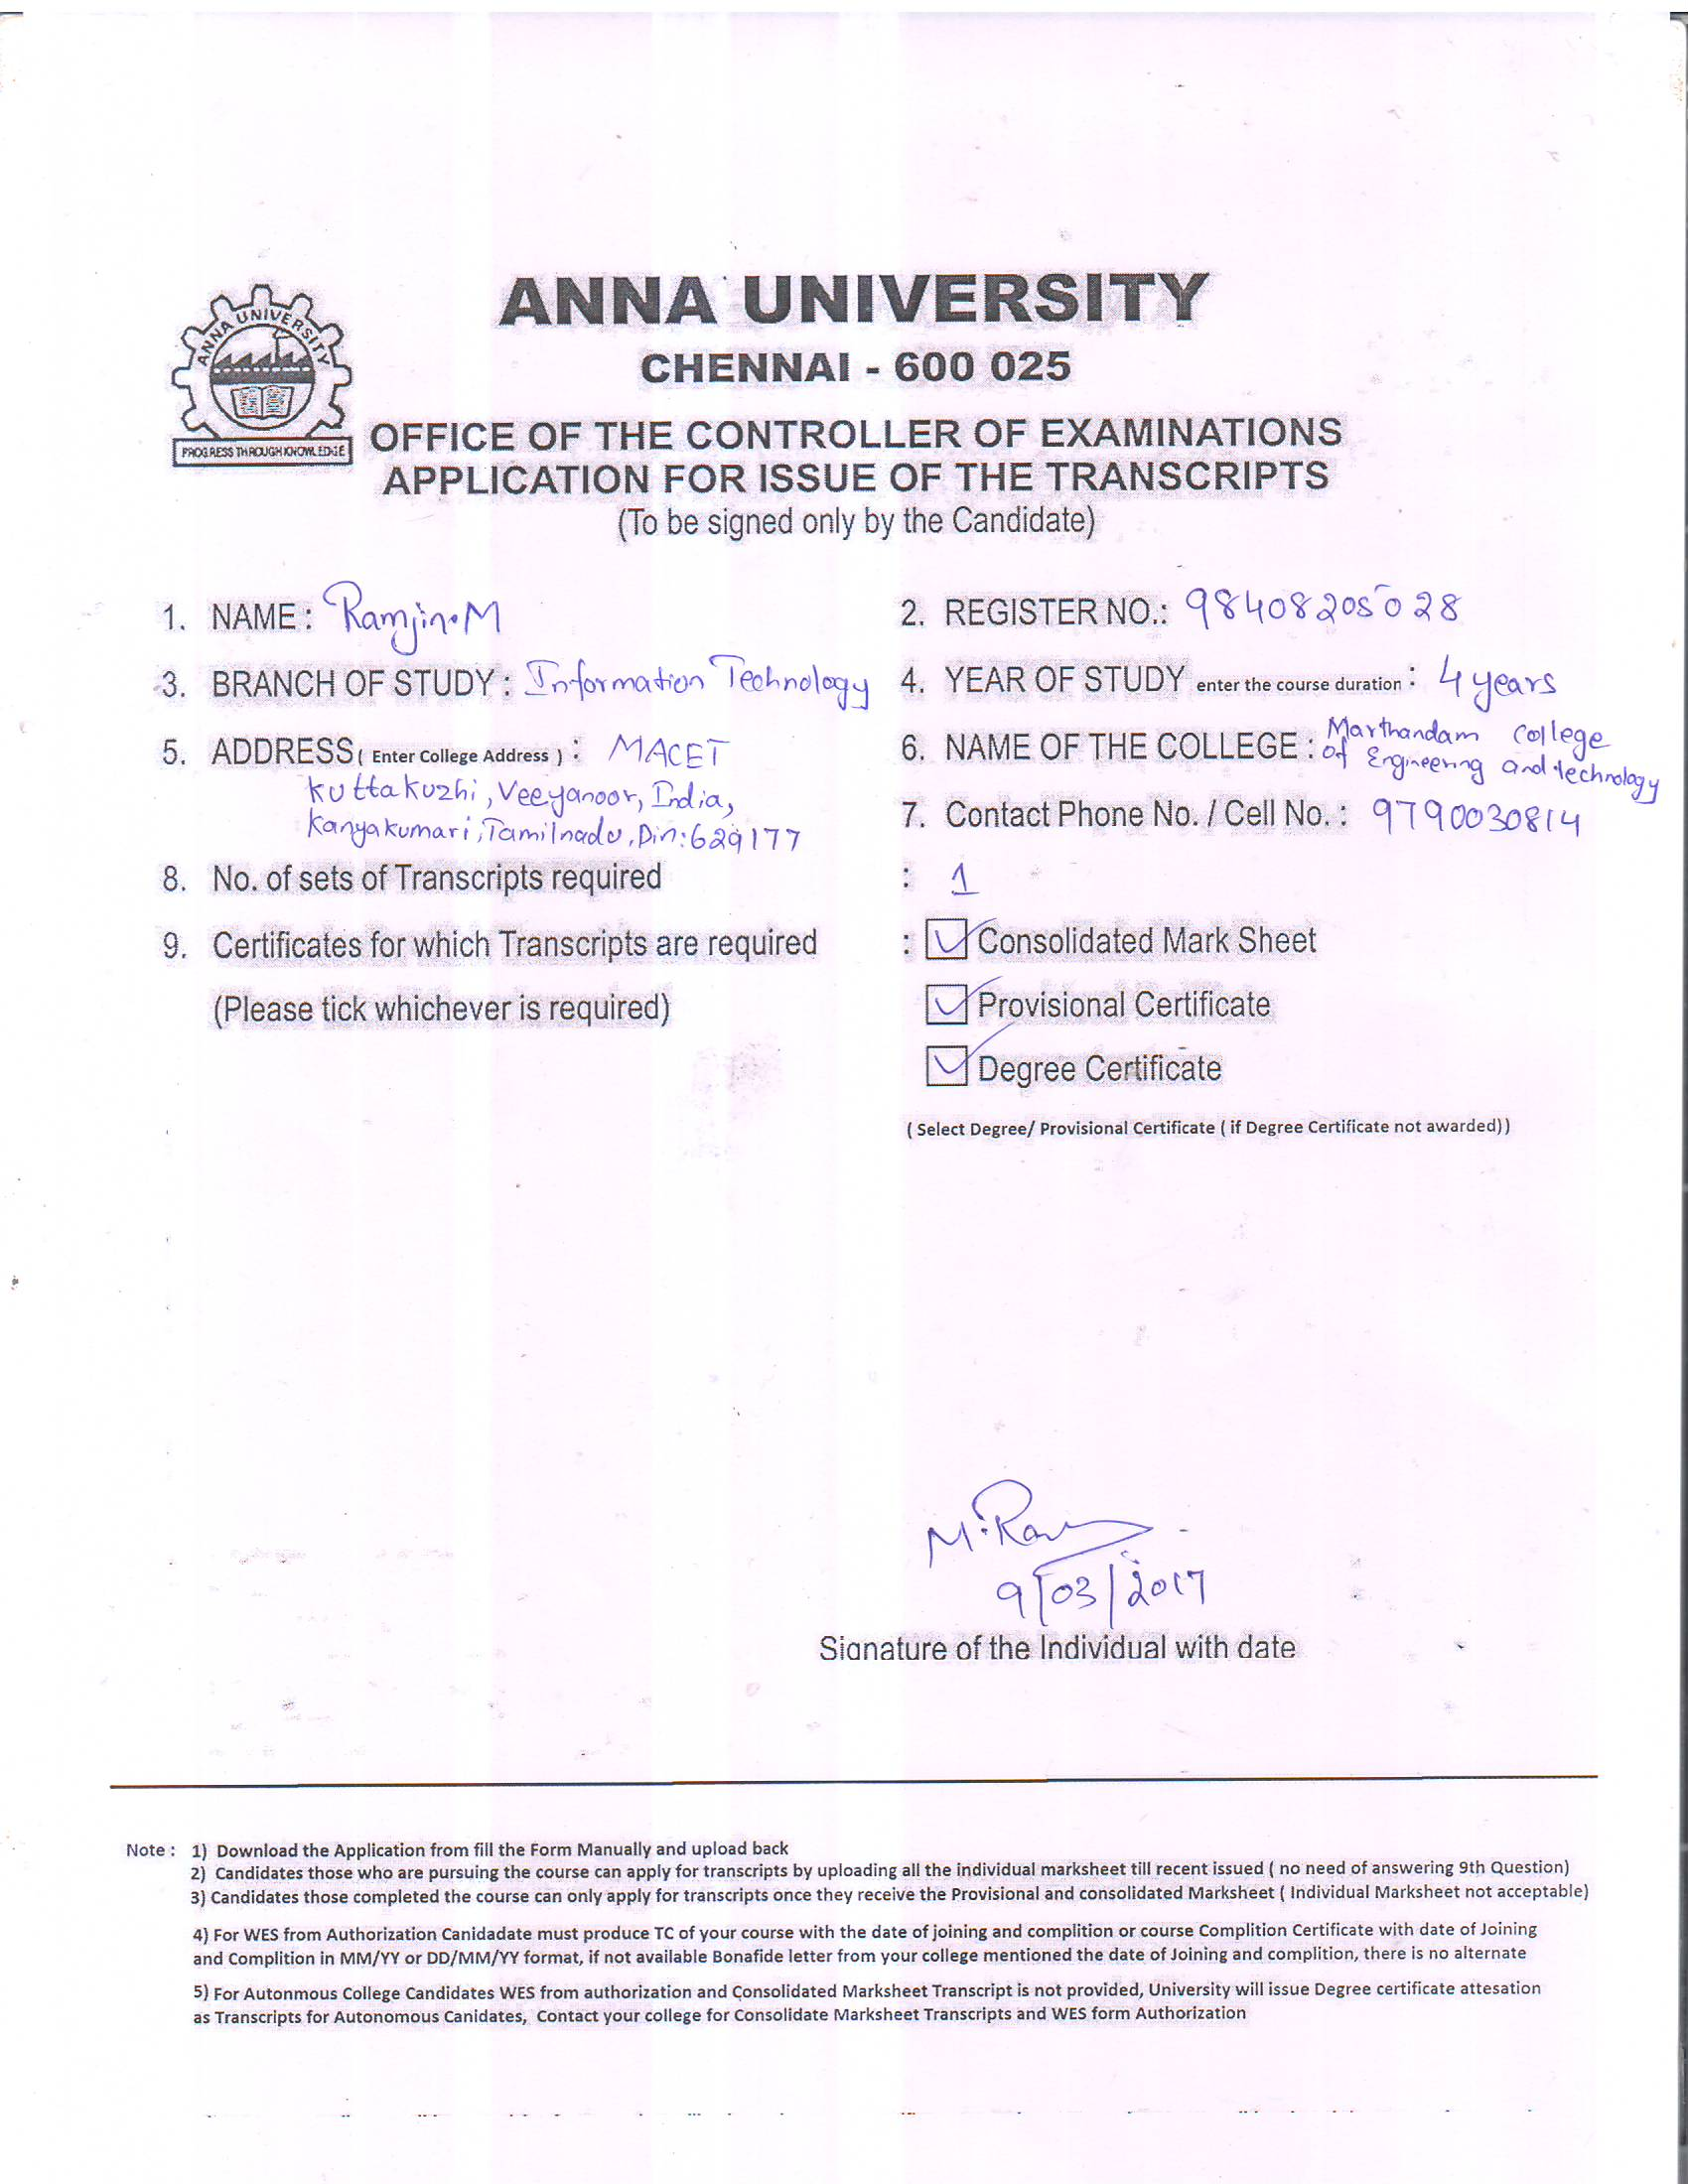 ANNA UNIVERSITY
CHENNAI - 600 025
ANNA UNIVERSITY
PROGRESS THROUGH KNOWLEDGE
OFFICE OF THE CONTROLLER OF EXAMINATIONS
APPLICATION FOR ISSUE OF THE TRANSCRIPTS
(To be signed only by the Candidate)
1. NAME : Ramjin.M
2. REGISTER NO.: 98408205028
3. BRANCH OF STUDY : Information Technology
4. YEAR OF STUDY enter the course duration : 4 years
5. ADDRESS ( Enter College Address ) : MACET
Kuttakuzhi, Veeyanoor, India,
Kanyakumari, Tamilnadu, Pin: 629177
6. NAME OF THE COLLEGE : Marthandam College
of Engineering and technology
7. Contact Phone No. / Cell No. : 9790030814
8. No. of sets of Transcripts required : 1
9. Certificates for which Transcripts are required : Consolidated Mark Sheet
(Please tick whichever is required) Provisional Certificate
Degree Certificate
( Select Degree/ Provisional Certificate ( if Degree Certificate not awarded))
9/03/2017
Signature of the Individual with date
Note : 1) Download the Application from fill the Form Manually and upload back
2) Candidates those who are pursuing the course can apply for transcripts by uploading all the individual marksheet till recent issued ( no need of answering 9th Question)
3) Candidates those completed the course can only apply for transcripts once they receive the Provisional and consolidated Marksheet ( Individual Marksheet not acceptable)
4) For WES from Authorization Canidadate must produce TC of your course with the date of joining and complition or course Complition Certificate with date of Joining
and Complition in MM/YY or DD/MM/YY format, if not available Bonafide letter from your college mentioned the date of Joining and complition, there is no alternate
5) For Autonmous College Candidates WES from authorization and Consolidated Marksheet Transcript is not provided, University will issue Degree certificate attesation
as Transcripts for Autonomous Canidates, Contact your college for Consolidate Marksheet Transcripts and WES form Authorization